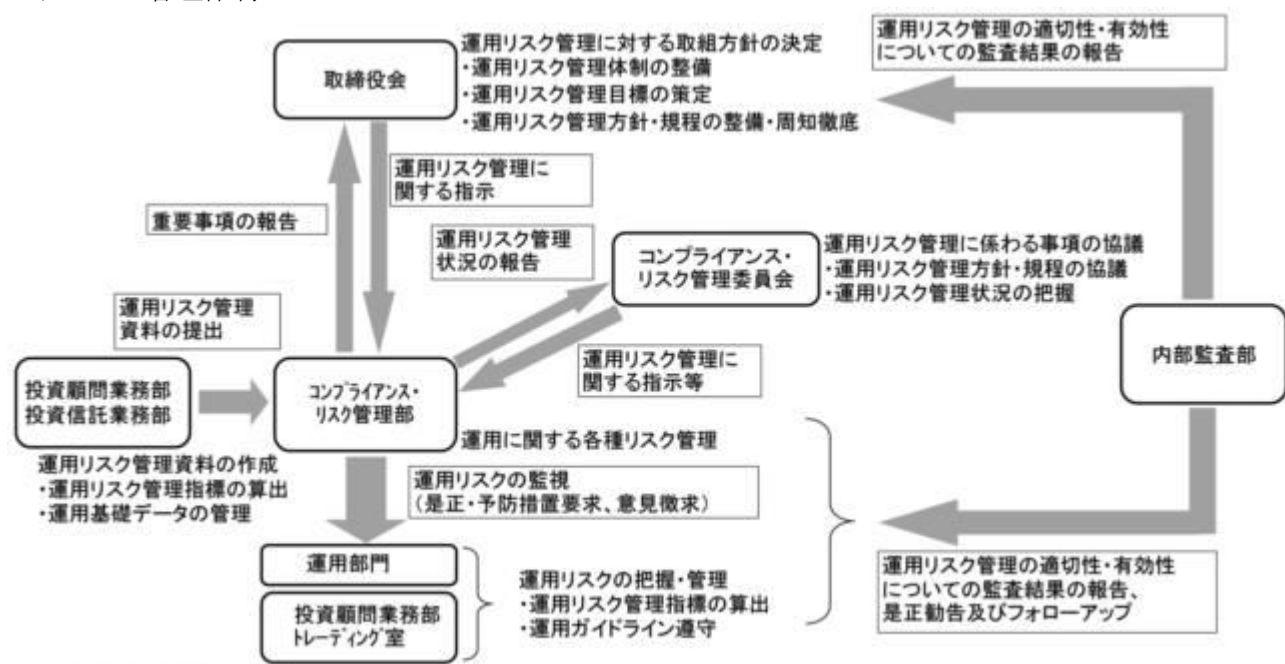 取締役会
運用リスク管理に対する取組方針の決定
・運用リスク管理体制の整備
・運用リスク管理目標の策定
・運用リスク管理方針・規程の整備・周知徹底
運用リスク管理の適切性・有効性
についての監査結果の報告
運用リスク管理に
関する指示
重要事項の報告
運用リスク管理
状況の報告
コンプライアンス・
リスク管理委員会
運用リスク管理に係わる事項の協議
・運用リスク管理方針・規程の協議
・運用リスク管理状況の把握
運用リスク管理
資料の提出
運用リスク管理に
関する指示等
内部監査部
投資顧問業務部
投資信託業務部
コンプライアンス・
リスク管理部
運用に関する各種リスク管理
運用リスク管理資料の作成
・運用リスク管理指標の算出
・運用基礎データの管理
運用リスクの監視
(是正・予防措置要求、意見徴求)
運用部門
投資顧問業務部
トレーディング室
運用リスクの把握・管理
・運用リスク管理指標の算出
・運用ガイドライン遵守
運用リスク管理の適切性・有効性
についての監査結果の報告、
是正勧告及びフォローアップ